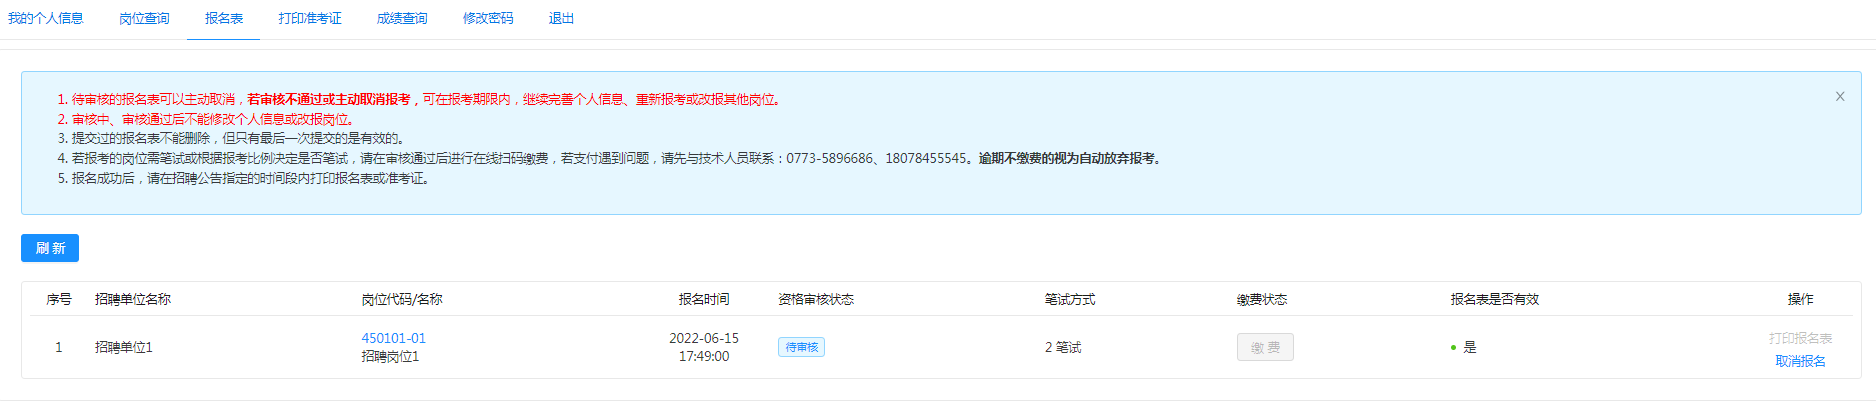 我的个人信息 岗位查询 报名表 打印准考证 成绩查询 修改密码 退出
1. 待审核的报名表可以主动取消，若审核不通过或主动取消报考，可在报考期限内，继续完善个人信息、重新报考或改报其他岗位。
2. 审核中、审核通过后不能修改个人信息或改报岗位。
3. 提交过的报名表不能删除，但只有最后一次提交的是有效的。
4. 若报考的岗位需笔试或根据报考比例决定是否笔试，请在审核通过后进行在线扫码缴费，若支付遇到问题，请先与技术人员联系：0773-5896686、18078455545。逾期不缴费的视为自动放弃报考。
5. 报名成功后，请在招聘公告指定的时间段内打印报名表或准考证。
刷 新
序号 招聘单位名称 岗位代码/名称 报名时间 资格审核状态 笔试方式 缴费状态 报名表是否有效 操作
1 招聘单位1 450101-01 2022-06-15 待审核 2 笔试 缴 费 是 打印报名表
招聘岗位1 17:49:00 取消报名